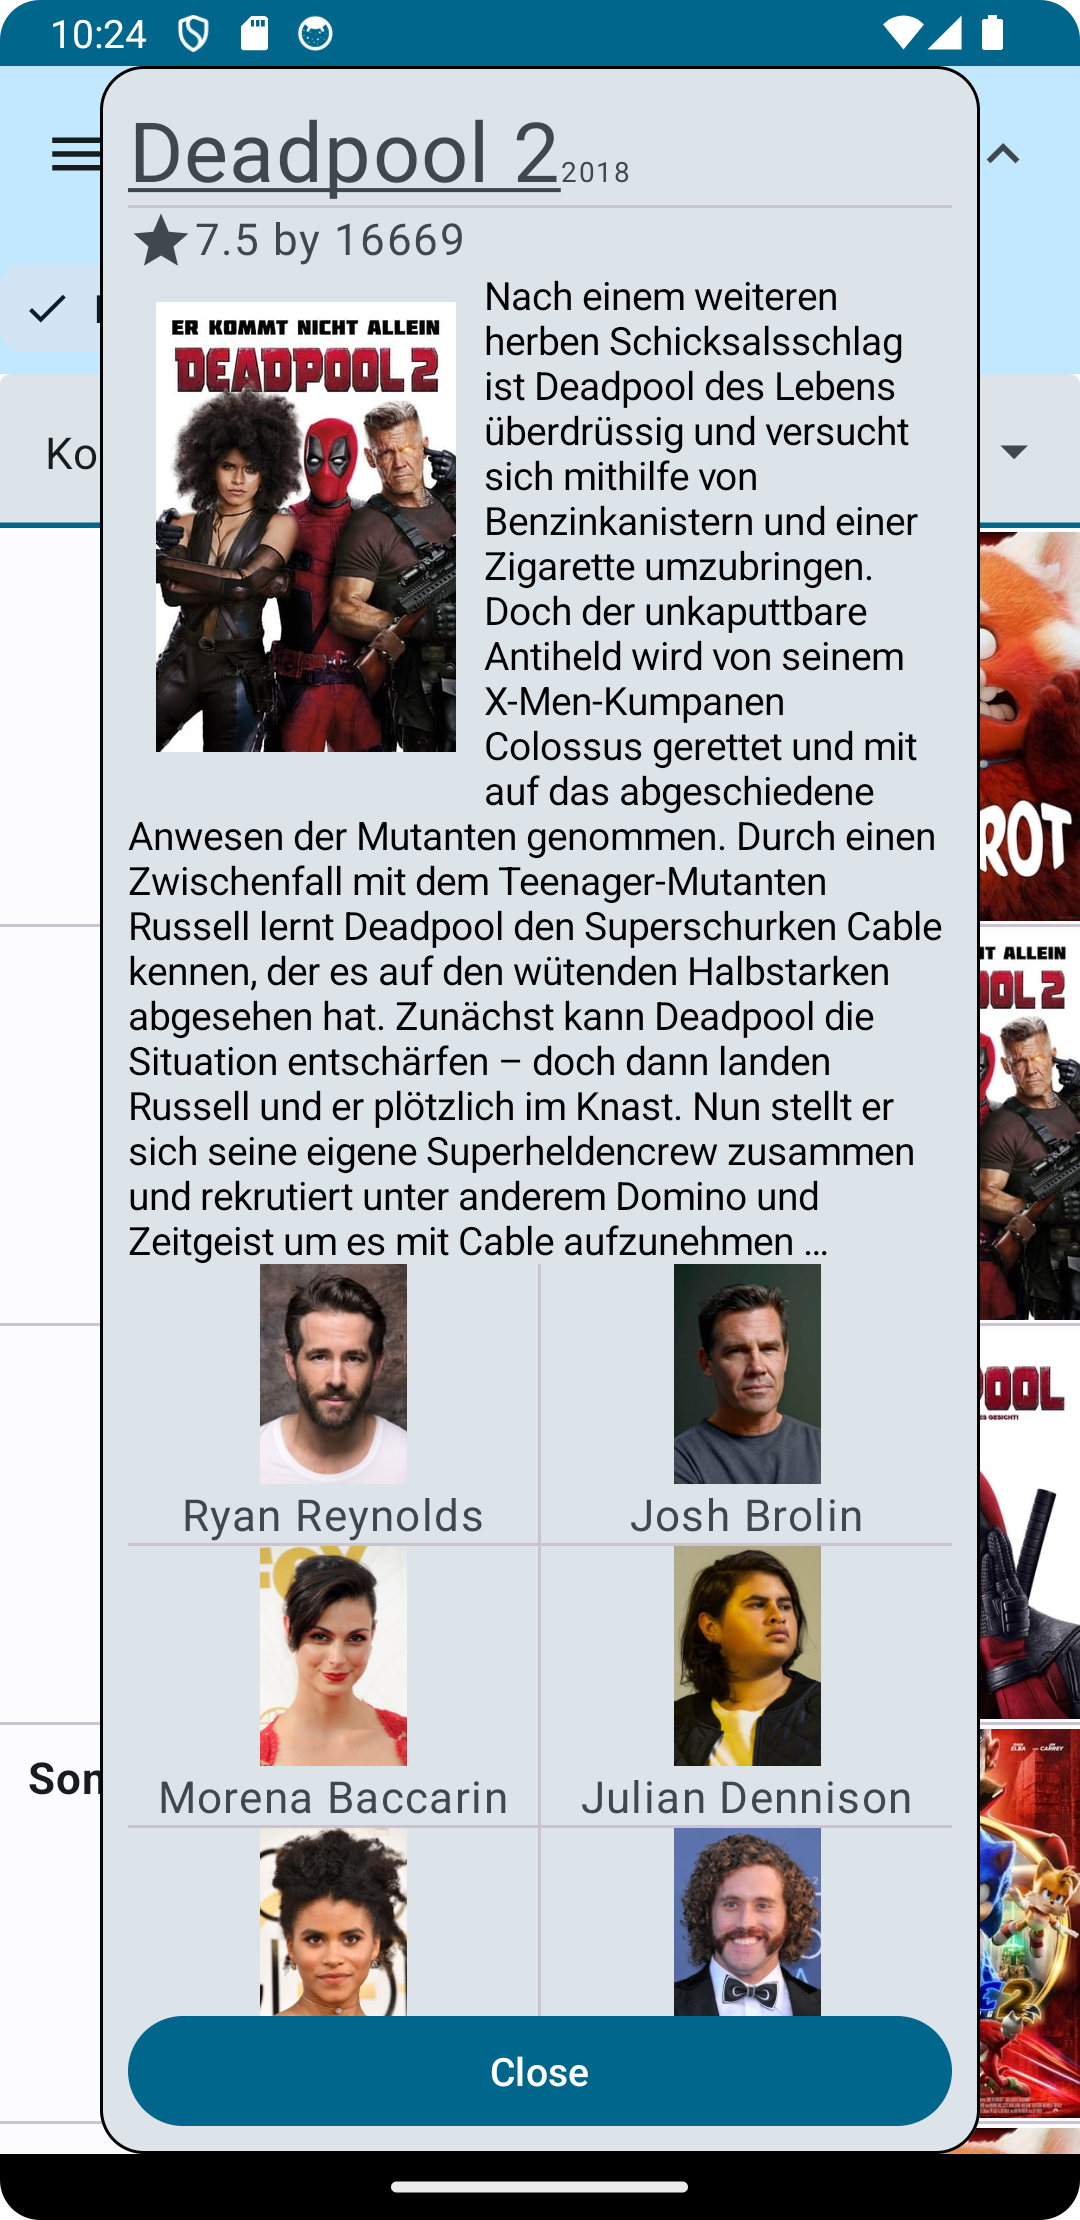 10:24
Deadpool 2 2018
7.5 by 16669
ER KOMMT NICHT ALLEIN
DEADPOOL 2
Nach einem weiteren
herben Schicksalsschlag
ist Deadpool des Lebens
überdrüssig und versucht
sich mithilfe von
Benzinkanistern und einer
Zigarette umzubringen.
Doch der unkaputtbare
Antiheld wird von seinem
X-Men-Kumpanen
Colossus gerettet und mit
auf das abgeschiedene
Anwesen der Mutanten genommen. Durch einen
Zwischenfall mit dem Teenager-Mutanten
Russell lernt Deadpool den Superschurken Cable
kennen, der es auf den wütenden Halbstarken
abgesehen hat. Zunächst kann Deadpool die
Situation entschärfen – doch dann landen
Russell und er plötzlich im Knast. Nun stellt er
sich seine eigene Superheldencrew zusammen
und rekrutiert unter anderem Domino und
Zeitgeist um es mit Cable aufzunehmen ...
Ryan Reynolds
Josh Brolin
Morena Baccarin
Julian Dennison
Close
Ko
Son
ROT
IT ALLEIN
OOL 2
POOL
ES GESICHT!
ELBA
CARREY
2